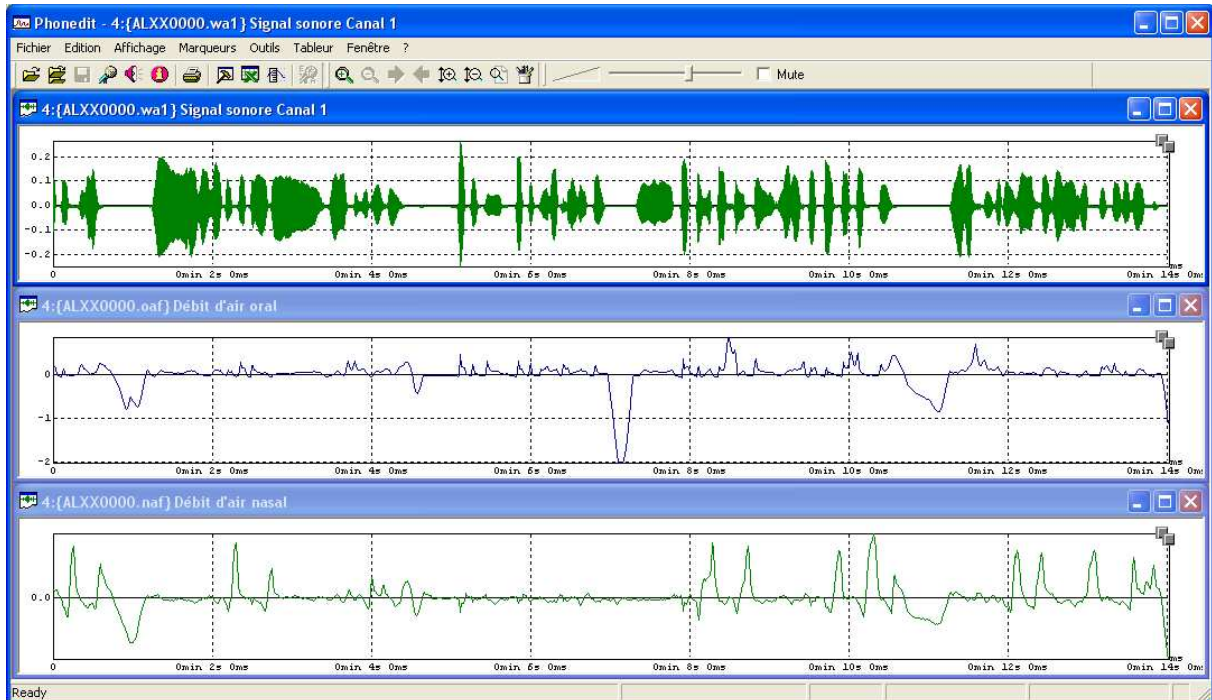 Phonedit - 4:{ALXX0000.wa1} Signal sonore Canal 1
Fichier Edition Affichage Marqueurs Outils Tableur Fenêtre ?
Mute
4:{ALXX0000.wa1} Signal sonore Canal 1
0.2
0.1
0.0
-0.1
-0.2
ms
0 0min 2s 0ms 0min 4s 0ms 0min 6s 0ms 0min 8s 0ms 0min 10s 0ms 0min 12s 0ms 0min 14s 0ms
4:{ALXX0000.oaf} Débit d'air oral
0
-1
-2
ms
0 0min 2s 0ms 0min 4s 0ms 0min 6s 0ms 0min 8s 0ms 0min 10s 0ms 0min 12s 0ms 0min 14s 0ms
4:{ALXX0000.naf} Débit d'air nasal
0.0
ms
0 0min 2s 0ms 0min 4s 0ms 0min 6s 0ms 0min 8s 0ms 0min 10s 0ms 0min 12s 0ms 0min 14s 0ms
Ready